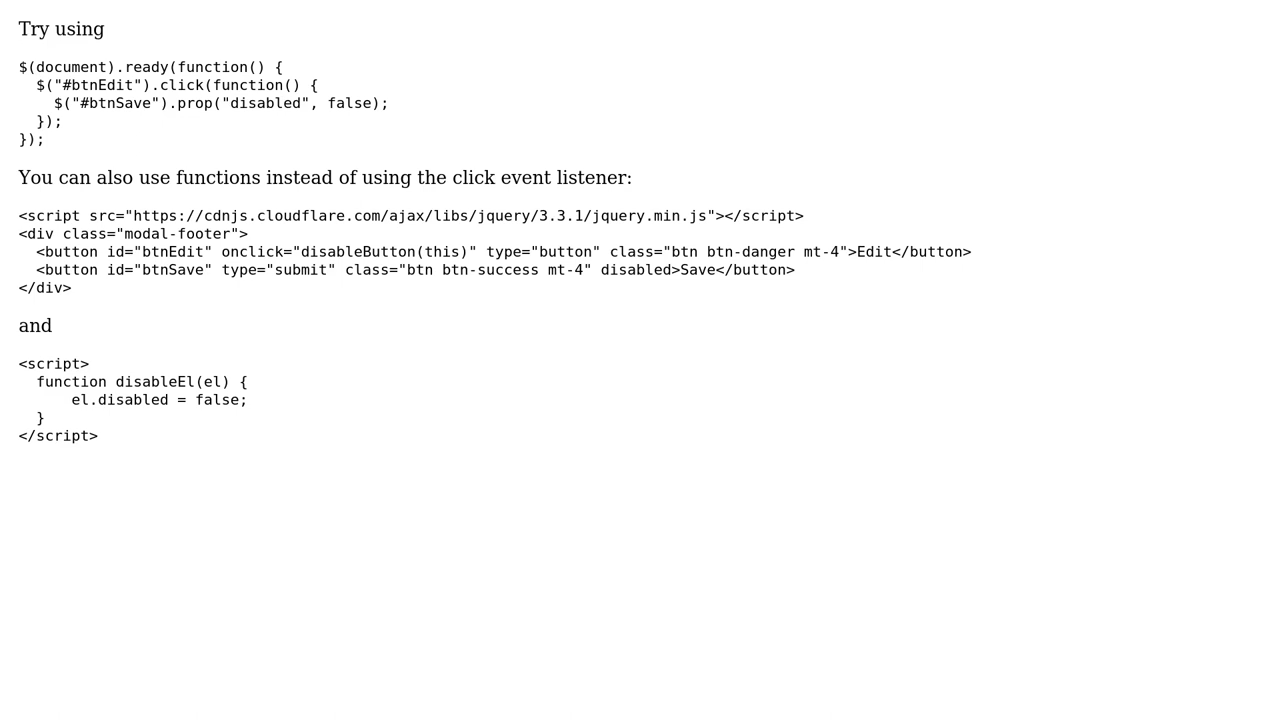 Try using
$(document).ready(function() {
  $("#btnEdit").click(function() {
    $("#btnSave").prop("disabled", false);
  });
});
You can also use functions instead of using the click event listener:
<script src="https://cdnjs.cloudflare.com/ajax/libs/jquery/3.3.1/jquery.min.js"></script>
<div class="modal-footer">
  <button id="btnEdit" onclick="disableButton(this)" type="button" class="btn btn-danger mt-4">Edit</button>
  <button id="btnSave" type="submit" class="btn btn-success mt-4" disabled>Save</button>
</div>
and
<script>
  function disableEl(el) {
      el.disabled = false;
  }
</script>